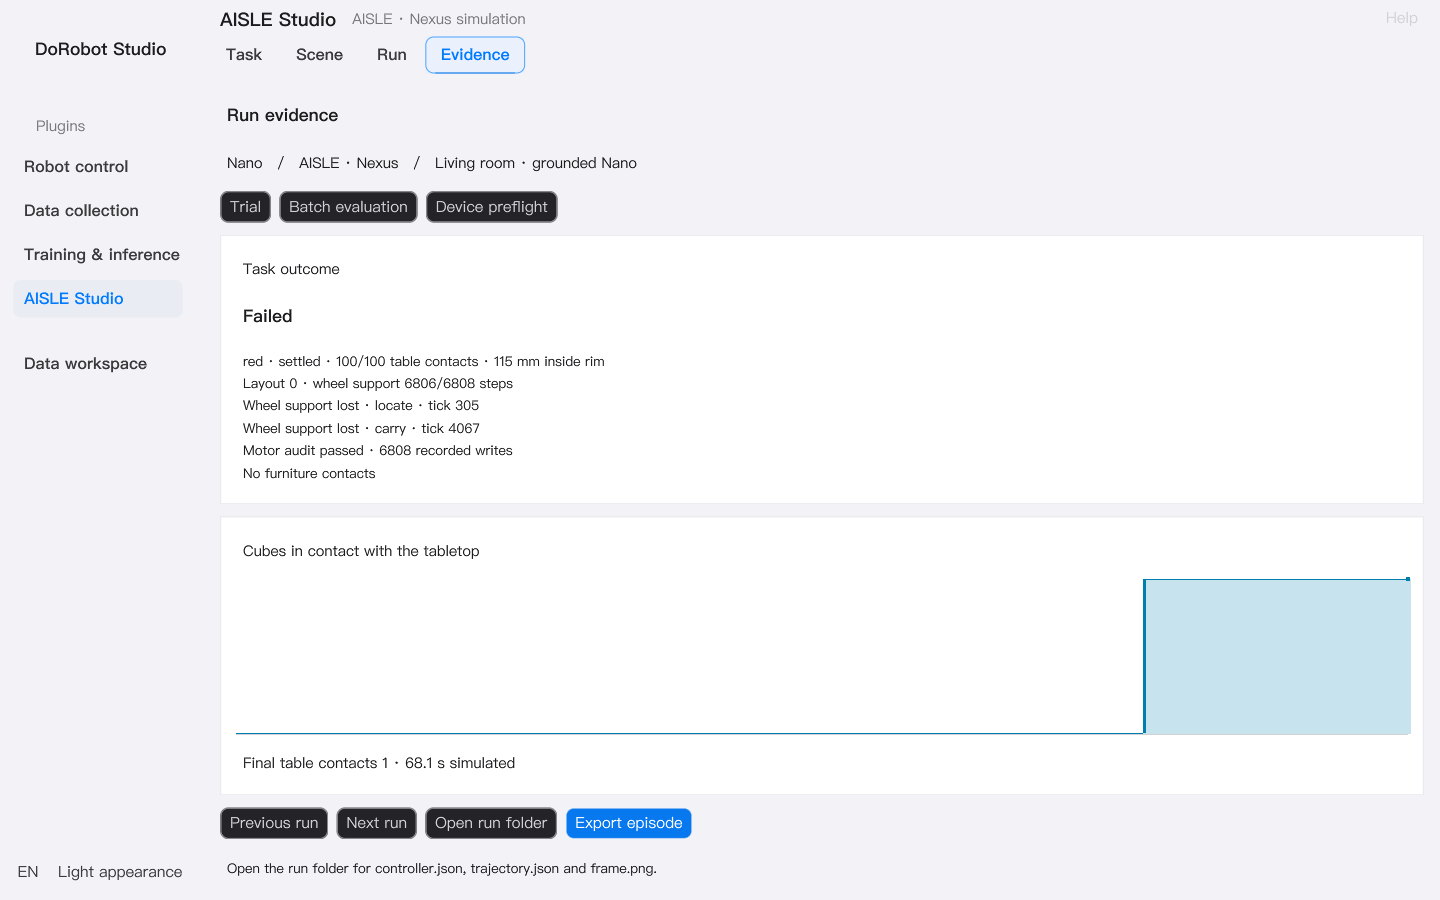 DoRobot Studio
Plugins
Robot control
Data collection
Training & inference
AISLE Studio
Data workspace
EN Light appearance
AISLE Studio AISLE · Nexus simulation
Help
Task Scene Run Evidence
Run evidence
Nano / AISLE · Nexus / Living room · grounded Nano
Trial Batch evaluation Device preflight
Task outcome
Failed
red · settled · 100/100 table contacts · 115 mm inside rim
Layout 0 · wheel support 6806/6808 steps
Wheel support lost · locate · tick 305
Wheel support lost · carry · tick 4067
Motor audit passed · 6808 recorded writes
No furniture contacts
Cubes in contact with the tabletop
Final table contacts 1 · 68.1 s simulated
Previous run Next run Open run folder Export episode
Open the run folder for controller.json, trajectory.json and frame.png.